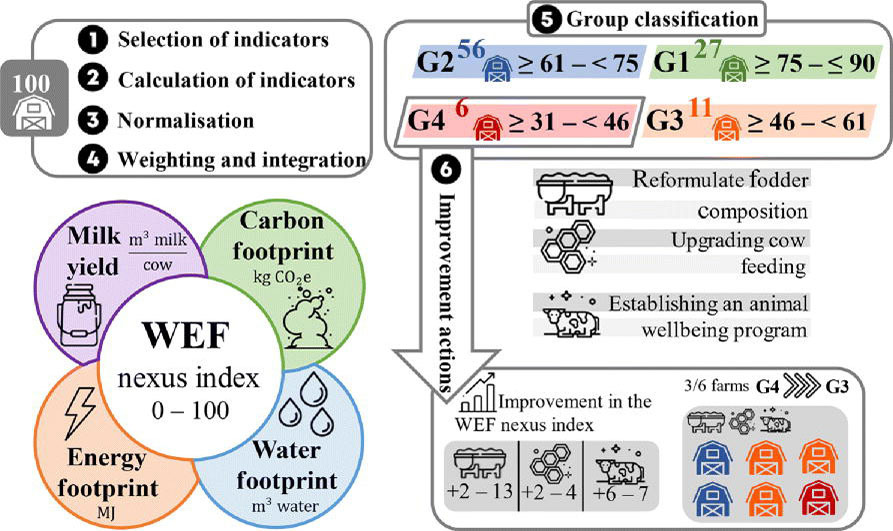 100
1 Selection of indicators
2 Calculation of indicators
3 Normalisation
4 Weighting and integration
5 Group classification
G2 56 ≥ 61 – < 75
G1 27 ≥ 75 – ≤ 90
G4 6 ≥ 31 – < 46
G3 11 ≥ 46 – < 61
6 Improvement actions
Reformulate fodder
composition
Upgrading cow
feeding
Establishing an animal
wellbeing program
Milk
yield
m³ milk
cow
Carbon
footprint
kg CO₂e
WEF
nexus index
0 – 100
Energy
footprint
MJ
Water
footprint
m³ water
Improvement in the
WEF nexus index
+2 – 13
+2 – 4
+6 – 7
3/6 farms G4 G3